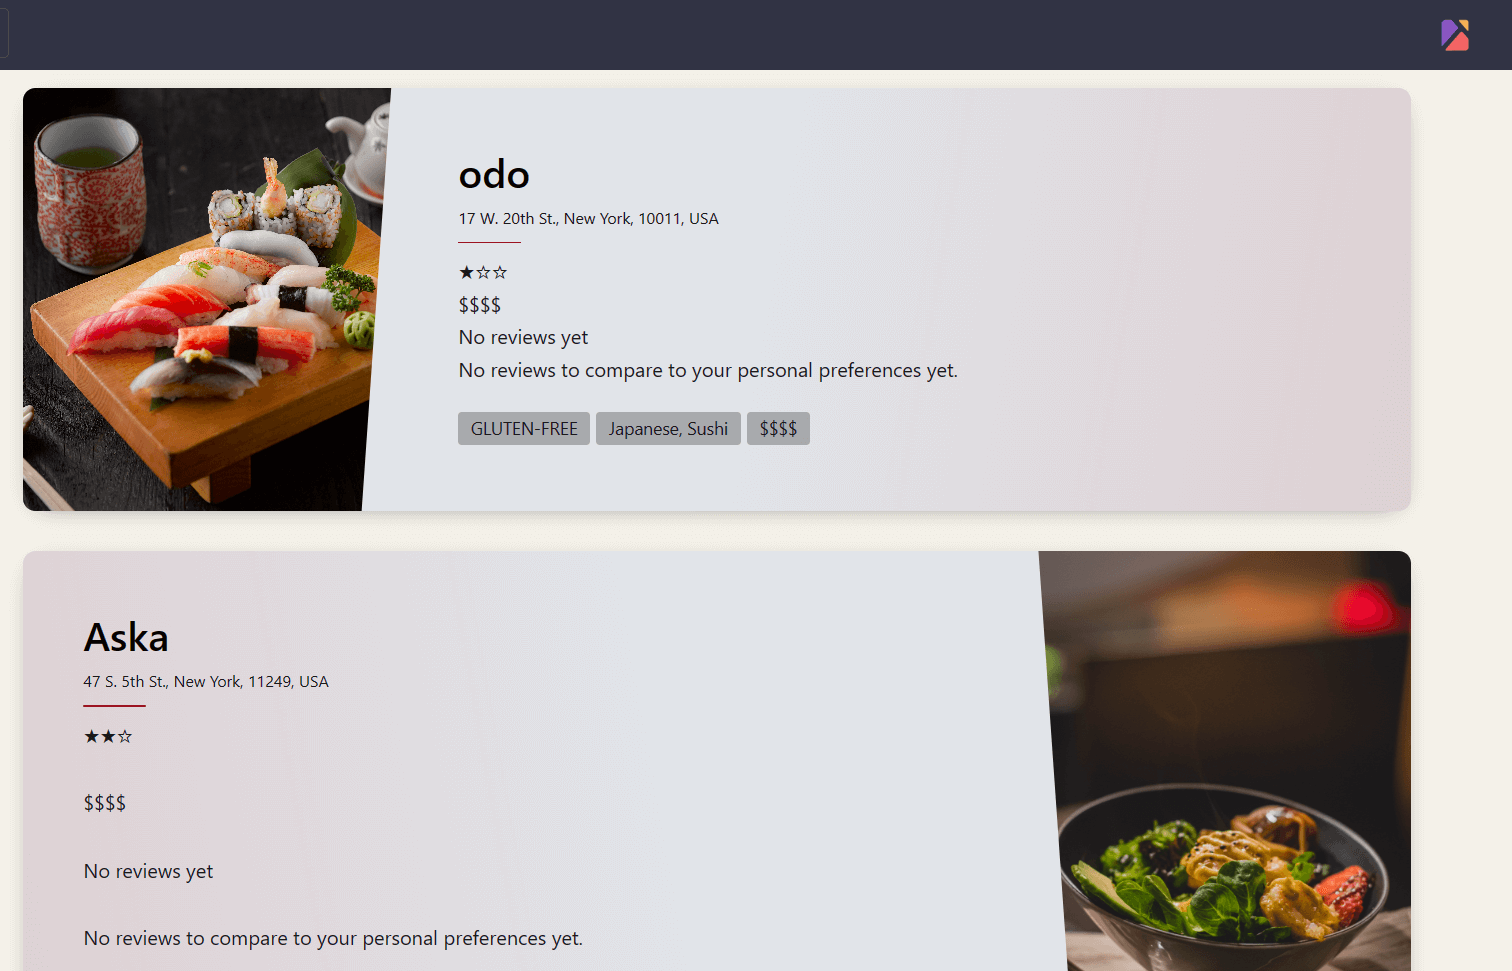 odo
17 W. 20th St., New York, 10011, USA
★☆☆
$$$$
No reviews yet
No reviews to compare to your personal preferences yet.
GLUTEN-FREE Japanese, Sushi $$$$
Aska
47 S. 5th St., New York, 11249, USA
★★☆
$$$$
No reviews yet
No reviews to compare to your personal preferences yet.